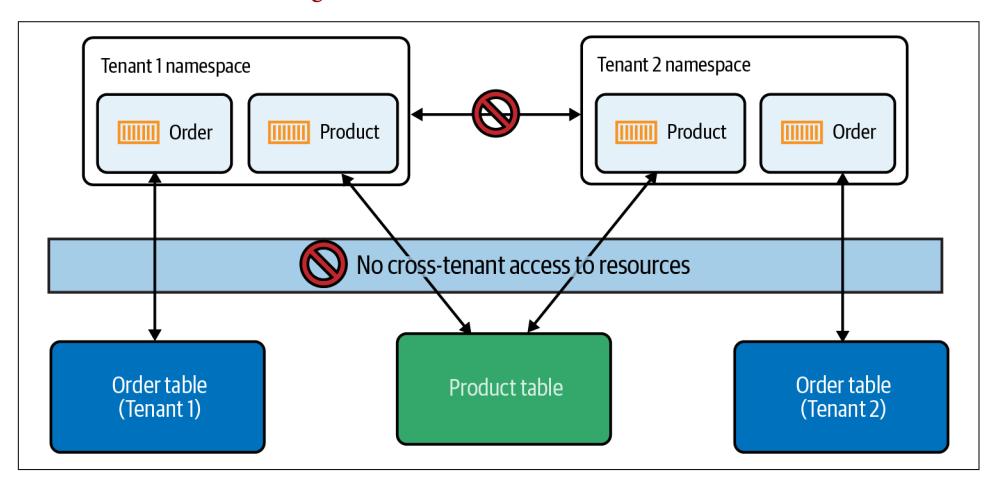 Tenant 1 namespace
Order
Product
Tenant 2 namespace
Product
Order
No cross-tenant access to resources
Order table
(Tenant 1)
Product table
Order table
(Tenant 2)